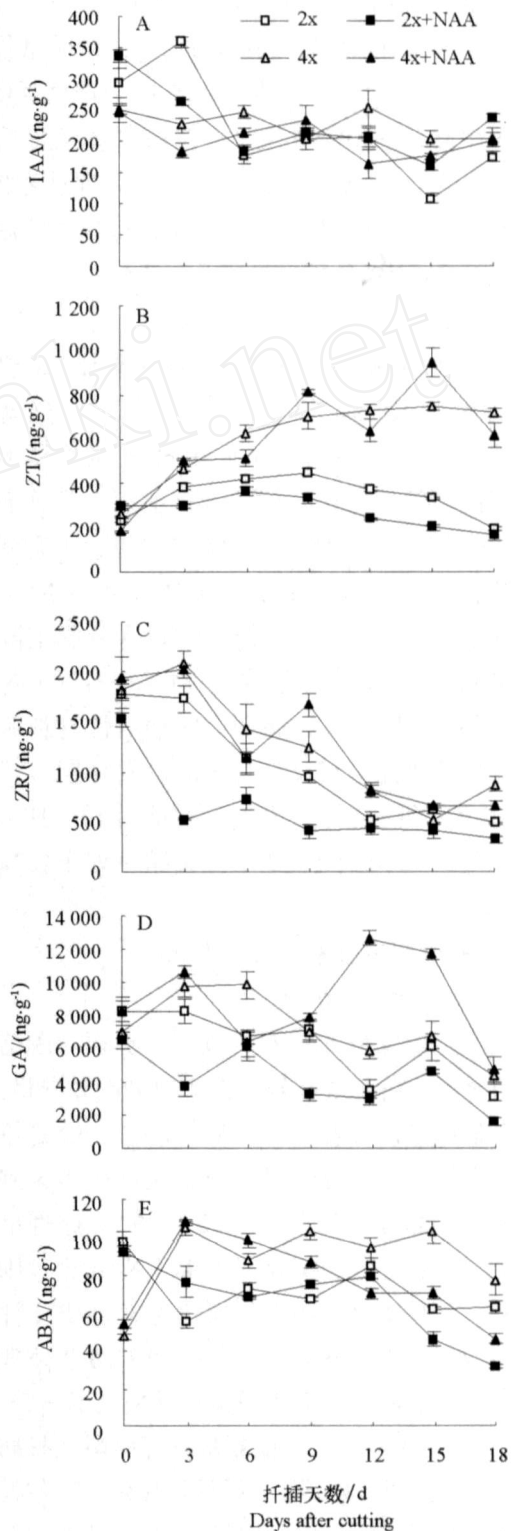 A
2x
2x+NAA
4x
4x+NAA
400
350
300
250
200
150
100
50
0
IAA/(ng·g-1)
B
1 200
1 000
800
600
400
200
0
ZT/(ng·g-1)
C
2 500
2 000
1 500
1 000
500
0
ZR/(ng·g-1)
D
14 000
12 000
10 000
8 000
6 000
4 000
2 000
0
GA/(ng·g-1)
E
120
100
80
60
40
20
0
ABA/(ng·g-1)
0 3 6 9 12 15 18
扦插天数/d
Days after cutting
nki.net